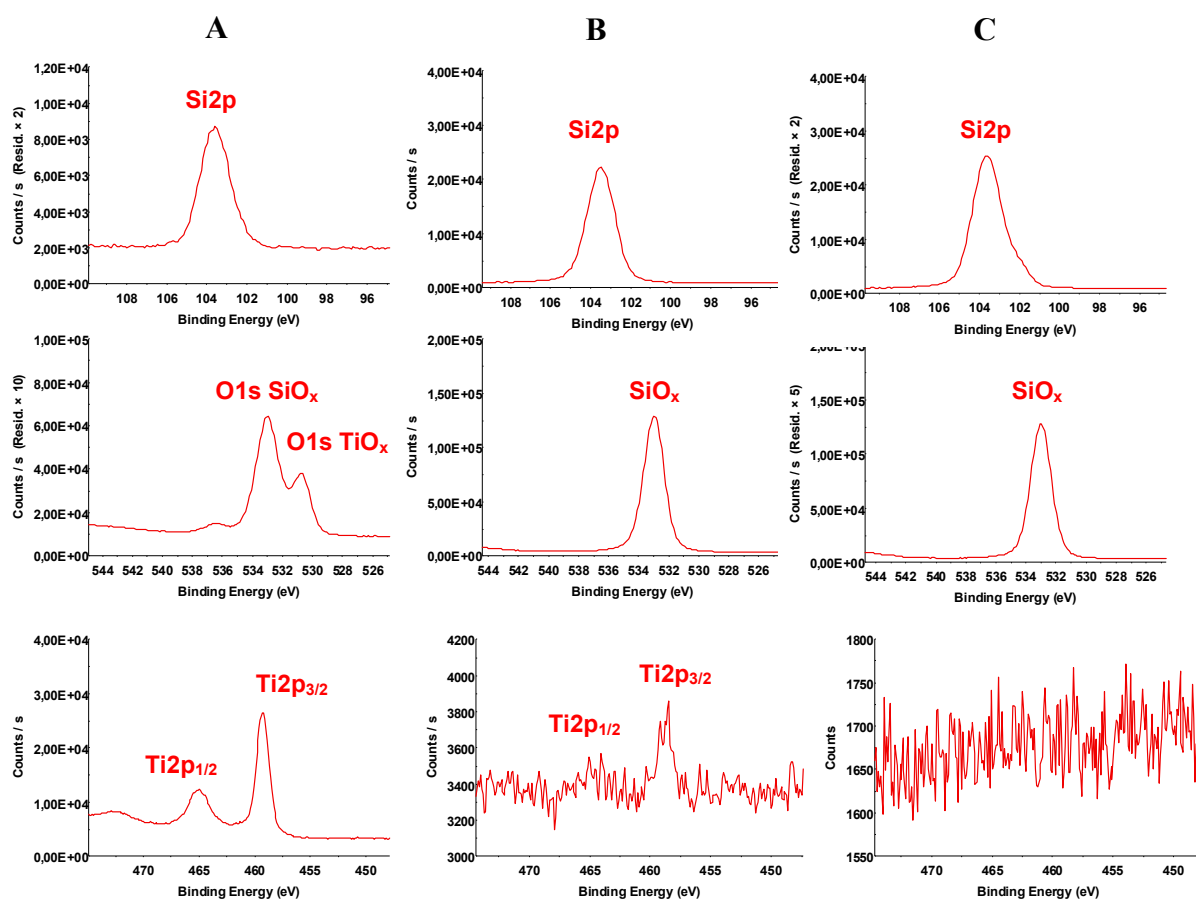 A B C
1,20E+04
1,00E+04
8,00E+03
6,00E+03
4,00E+03
2,00E+03
0,00E+00
Counts / s (Resid. × 2)
Si2p
108 106 104 102 100 98 96
Binding Energy (eV)
4,00E+04
3,00E+04
2,00E+04
1,00E+04
0,00E+00
Counts / s
Si2p
108 106 104 102 100 98 96
Binding Energy (eV)
4,00E+04
3,00E+04
2,00E+04
1,00E+04
0,00E+00
Counts / s (Resid. × 2)
Si2p
108 106 104 102 100 98 96
Binding Energy (eV)
1,00E+05
8,00E+04
6,00E+04
4,00E+04
2,00E+04
0,00E+00
Counts / s (Resid. × 10)
O1s SiOx
O1s TiOx
544 542 540 538 536 534 532 530 528 526
Binding Energy (eV)
2,00E+05
1,50E+05
1,00E+05
5,00E+04
0,00E+00
Counts / s
SiOx
544 542 540 538 536 534 532 530 528 526
Binding Energy (eV)
2,00E+05
1,50E+05
1,00E+05
5,00E+04
0,00E+00
Counts / s (Resid. × 5)
SiOx
544 542 540 538 536 534 532 530 528 526
Binding Energy (eV)
4,00E+04
3,00E+04
2,00E+04
1,00E+04
0,00E+00
Counts / s
Ti2p3/2
Ti2p1/2
470 465 460 455 450
Binding Energy (eV)
4200
4000
3800
3600
3400
3200
3000
Counts / s
Ti2p3/2
Ti2p1/2
470 465 460 455 450
Binding Energy (eV)
1800
1750
1700
1650
1600
1550
Counts
470 465 460 455 450
Binding Energy (eV)